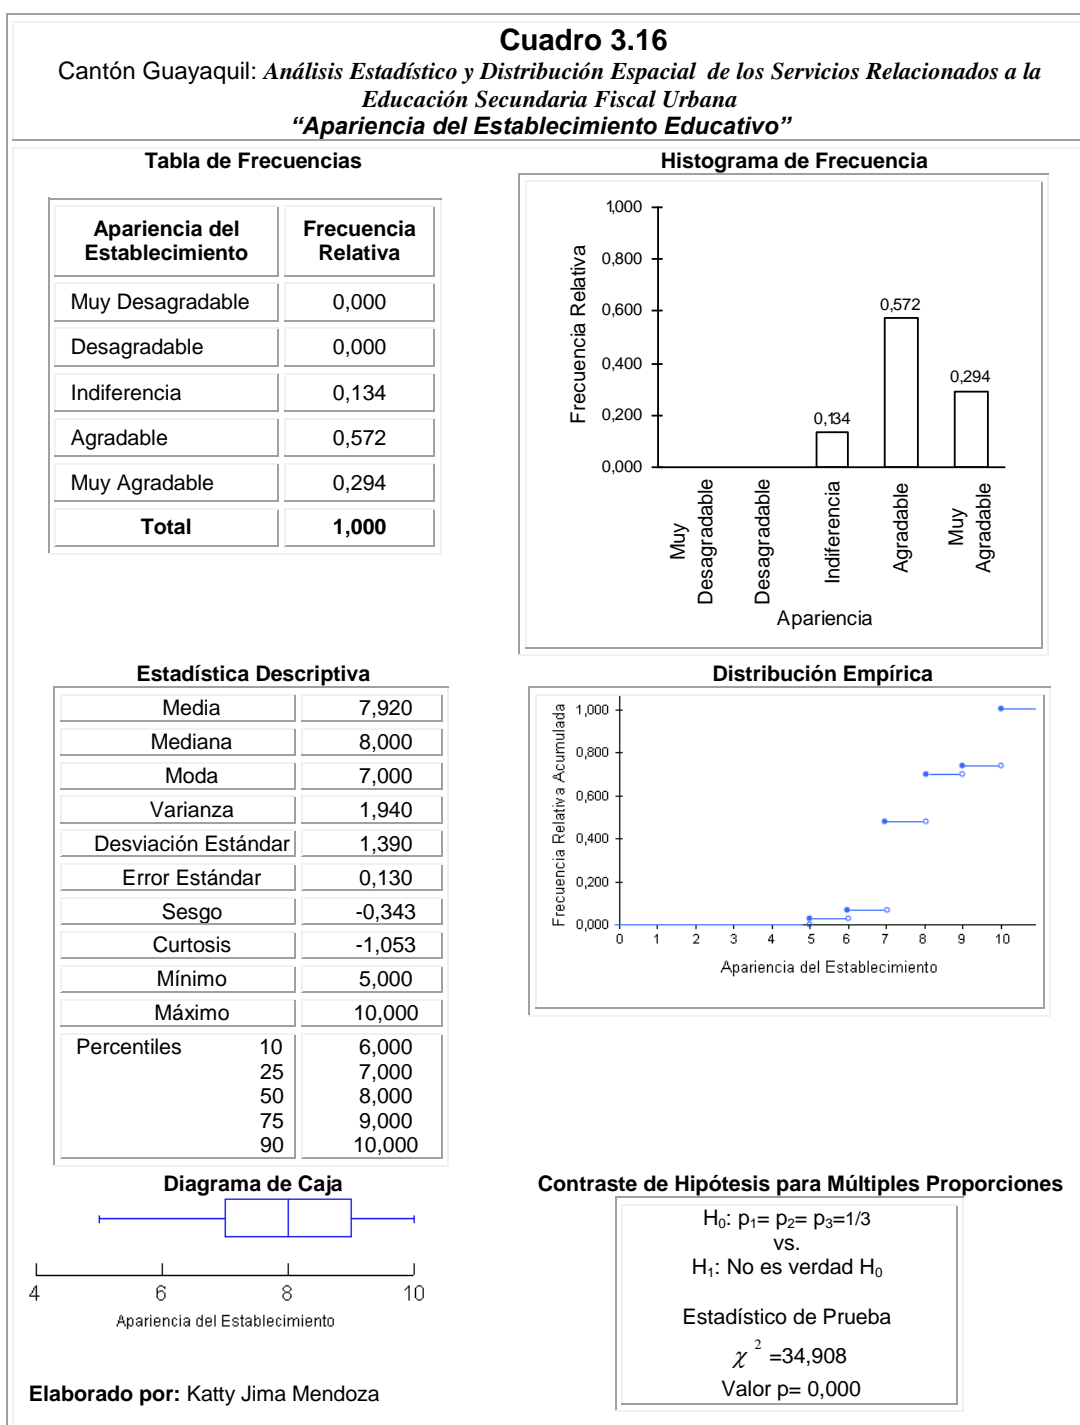 Cuadro 3.16
Cantón Guayaquil: Análisis Estadístico y Distribución Espacial de los Servicios Relacionados a la
Educación Secundaria Fiscal Urbana
“Apariencia del Establecimiento Educativo”
Tabla de Frecuencias
Apariencia del Establecimiento Frecuencia Relativa
Muy Desagradable 0,000
Desagradable 0,000
Indiferencia 0,134
Agradable 0,572
Muy Agradable 0,294
Total 1,000
Histograma de Frecuencia
Frecuencia Relativa
1,000
0,800
0,600
0,400
0,200
0,000
0,134
0,572
0,294
Muy Desagradable
Desagradable
Indiferencia
Agradable
Muy Agradable
Apariencia
Estadística Descriptiva
Media 7,920
Mediana 8,000
Moda 7,000
Varianza 1,940
Desviación Estándar 1,390
Error Estándar 0,130
Sesgo -0,343
Curtosis -1,053
Mínimo 5,000
Máximo 10,000
Percentiles 10 6,000
25 7,000
50 8,000
75 9,000
90 10,000
Distribución Empírica
Frecuencia Relativa Acumulada
1,000
0,800
0,600
0,400
0,200
0,000
0 1 2 3 4 5 6 7 8 9 10
Apariencia del Establecimiento
Diagrama de Caja
4 6 8 10
Apariencia del Establecimiento
Contraste de Hipótesis para Múltiples Proporciones
H₀: p₁= p₂= p₃=1/3
vs.
H₁: No es verdad H₀
Estadístico de Prueba
χ² =34,908
Valor p= 0,000
Elaborado por: Katty Jima Mendoza